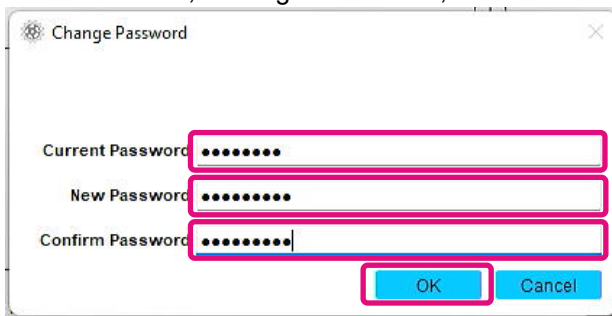 Change Password
Current Password ••••••••
New Password •••••••••
Confirm Password •••••••••
OK Cancel